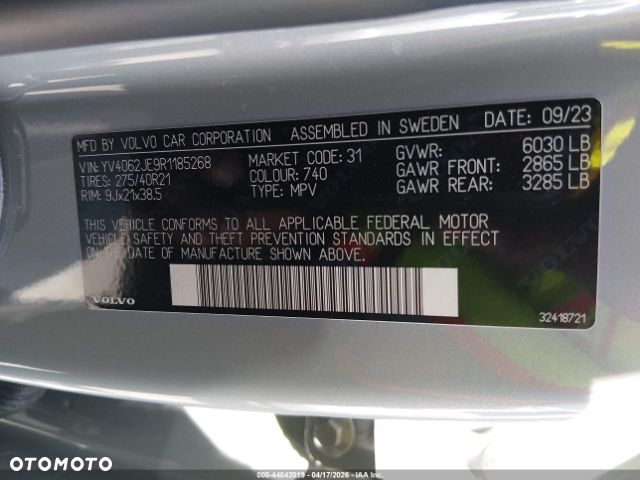 MFD BY VOLVO CAR CORPORATION ASSEMBLED IN SWEDEN DATE: 09/23
VIN: YV4062JE9R1185268 MARKET CODE: 31 GVWR: 6030 LB
TIRES: 275/40R21 COLOUR: 740 GAWR FRONT: 2865 LB
RIM: 9Jx21x38.5 TYPE: MPV GAWR REAR: 3285 LB
THIS VEHICLE CONFORMS TO ALL APPLICABLE FEDERAL MOTOR
VEHICLE SAFETY AND THEFT PREVENTION STANDARDS IN EFFECT
ON THE DATE OF MANUFACTURE SHOWN ABOVE.
VOLVO
32418721
OTOMOTO
000-44842019 - 04/17/2026 - IAA Inc.